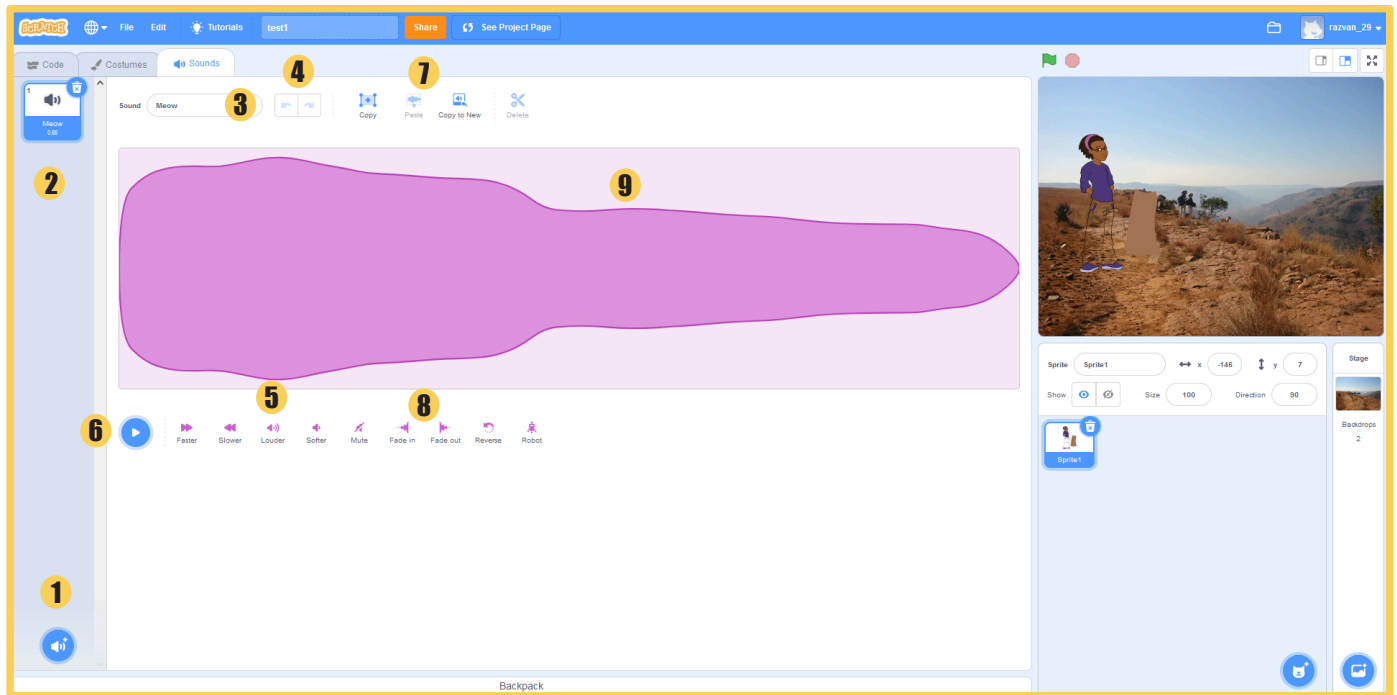 SCRATCH File Edit Tutorials test1 Share See Project Page razvan_29
Code Costumes Sounds
4
7
1
Meow
0.85
Sound Meow 3
Copy Paste Copy to New Delete
2
9
5
8
6
Faster Slower Louder Softer Mute Fade in Fade out Reverse Robot
1
Backpack
Sprite Sprite1 x -146 y 7
Show Size 100 Direction 90
Sprite1
Stage
Backdrops
2